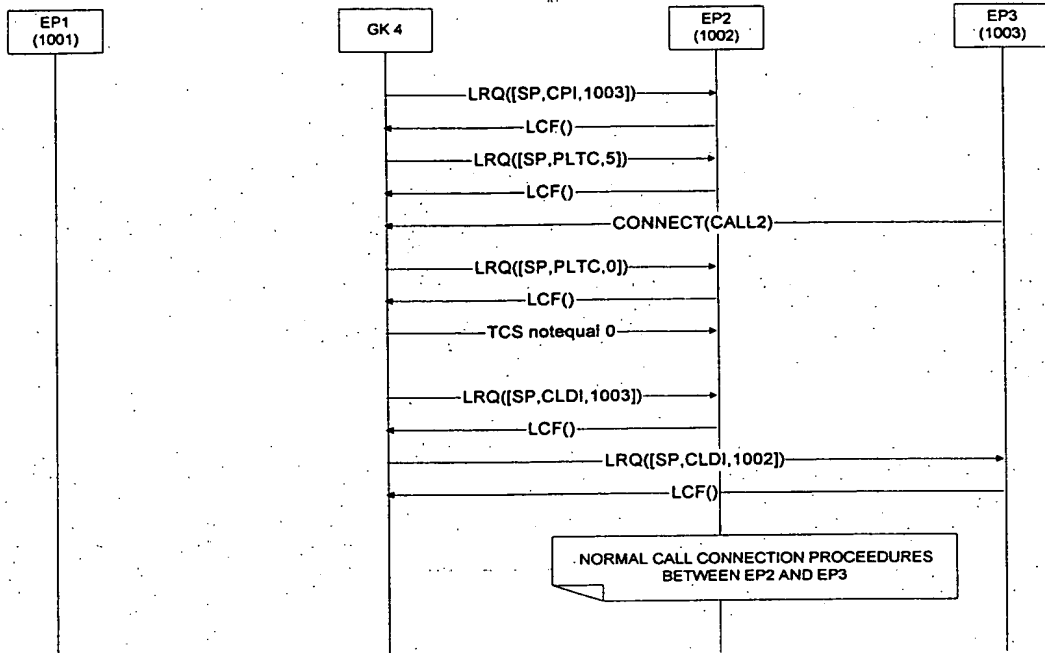 EP1
(1001)
GK 4
EP2
(1002)
EP3
(1003)
LRQ([SP,CPI,1003])
LCF()
LRQ([SP,PLTC,5])
LCF()
CONNECT(CALL2)
LRQ([SP,PLTC,0])
LCF()
TCS notequal 0
LRQ([SP,CLDI,1003])
LCF()
LRQ([SP,CLDI,1002])
LCF()
NORMAL CALL CONNECTION PROCEEDURES
BETWEEN EP2 AND EP3